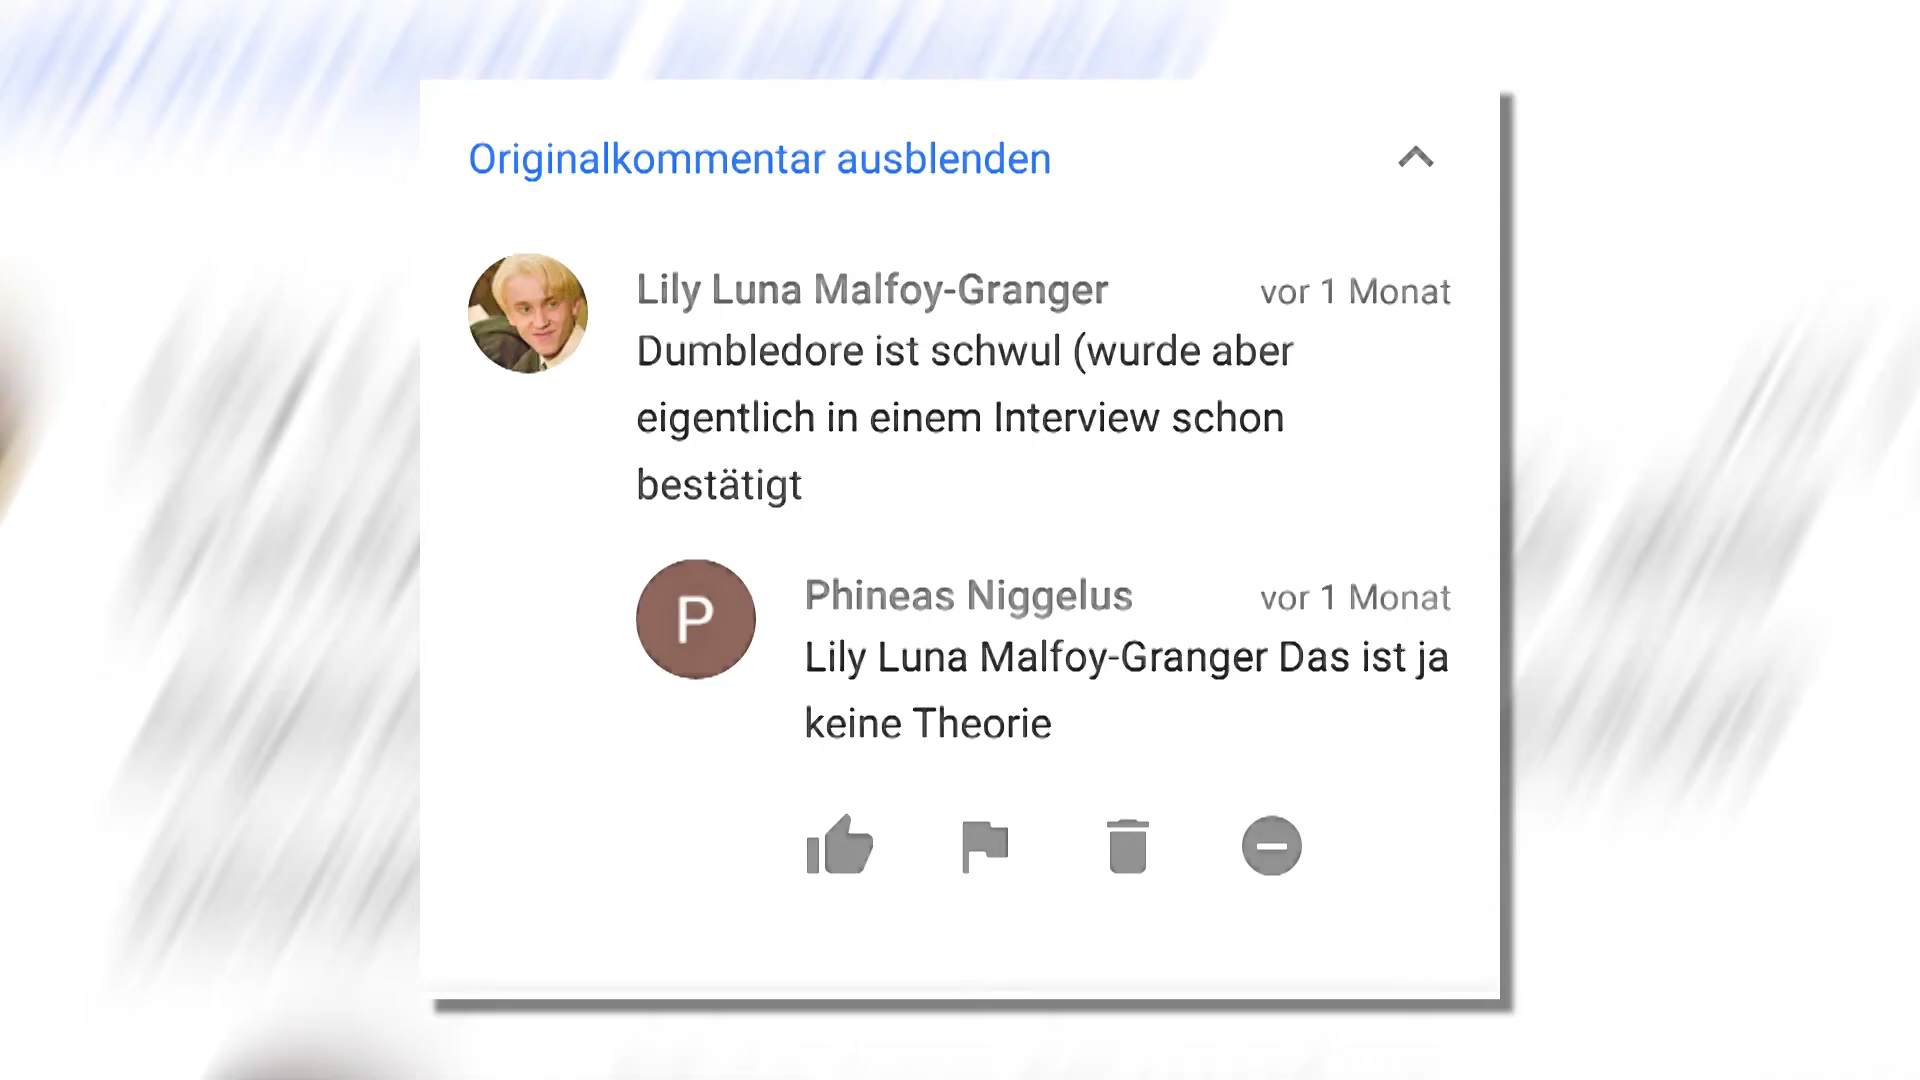 Originalkommentar ausblenden
Lily Luna Malfoy-Granger vor 1 Monat
Dumbledore ist schwul (wurde aber
eigentlich in einem Interview schon
bestätigt
P
Phineas Niggelus vor 1 Monat
Lily Luna Malfoy-Granger Das ist ja
keine Theorie